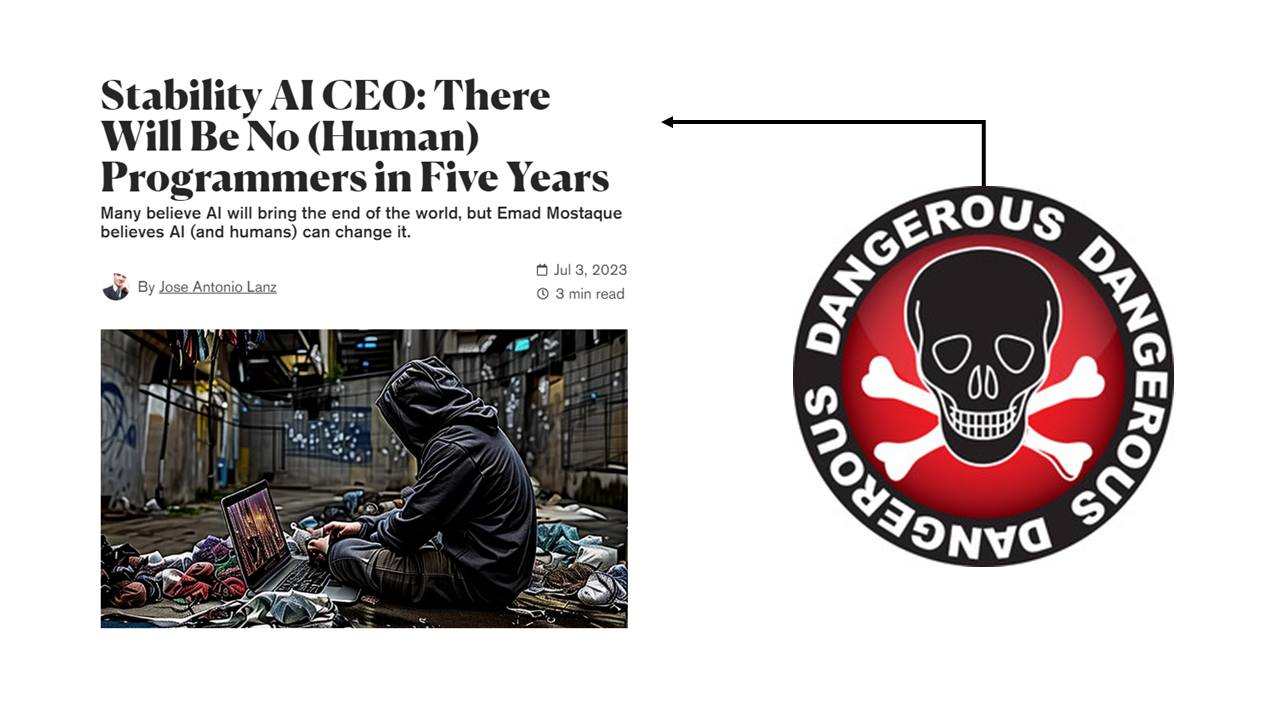 Stability AI CEO: There
Will Be No (Human)
Programmers in Five Years
Many believe AI will bring the end of the world, but Emad Mostaque
believes AI (and humans) can change it.
By Jose Antonio Lanz
Jul 3, 2023
3 min read
DANGEROUS DANGEROUS DANGEROUS DANGEROUS